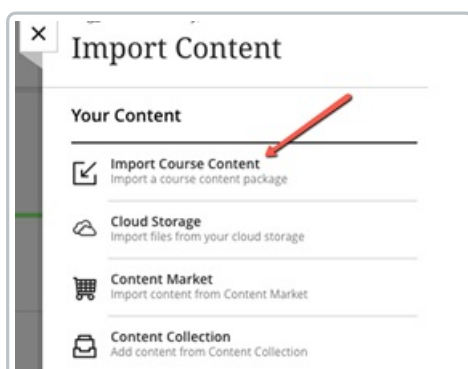 Import Content
Your Content
Import Course Content
Import a course content package
Cloud Storage
Import files from your cloud storage
Content Market
Import content from Content Market
Content Collection
Add content from Content Collection